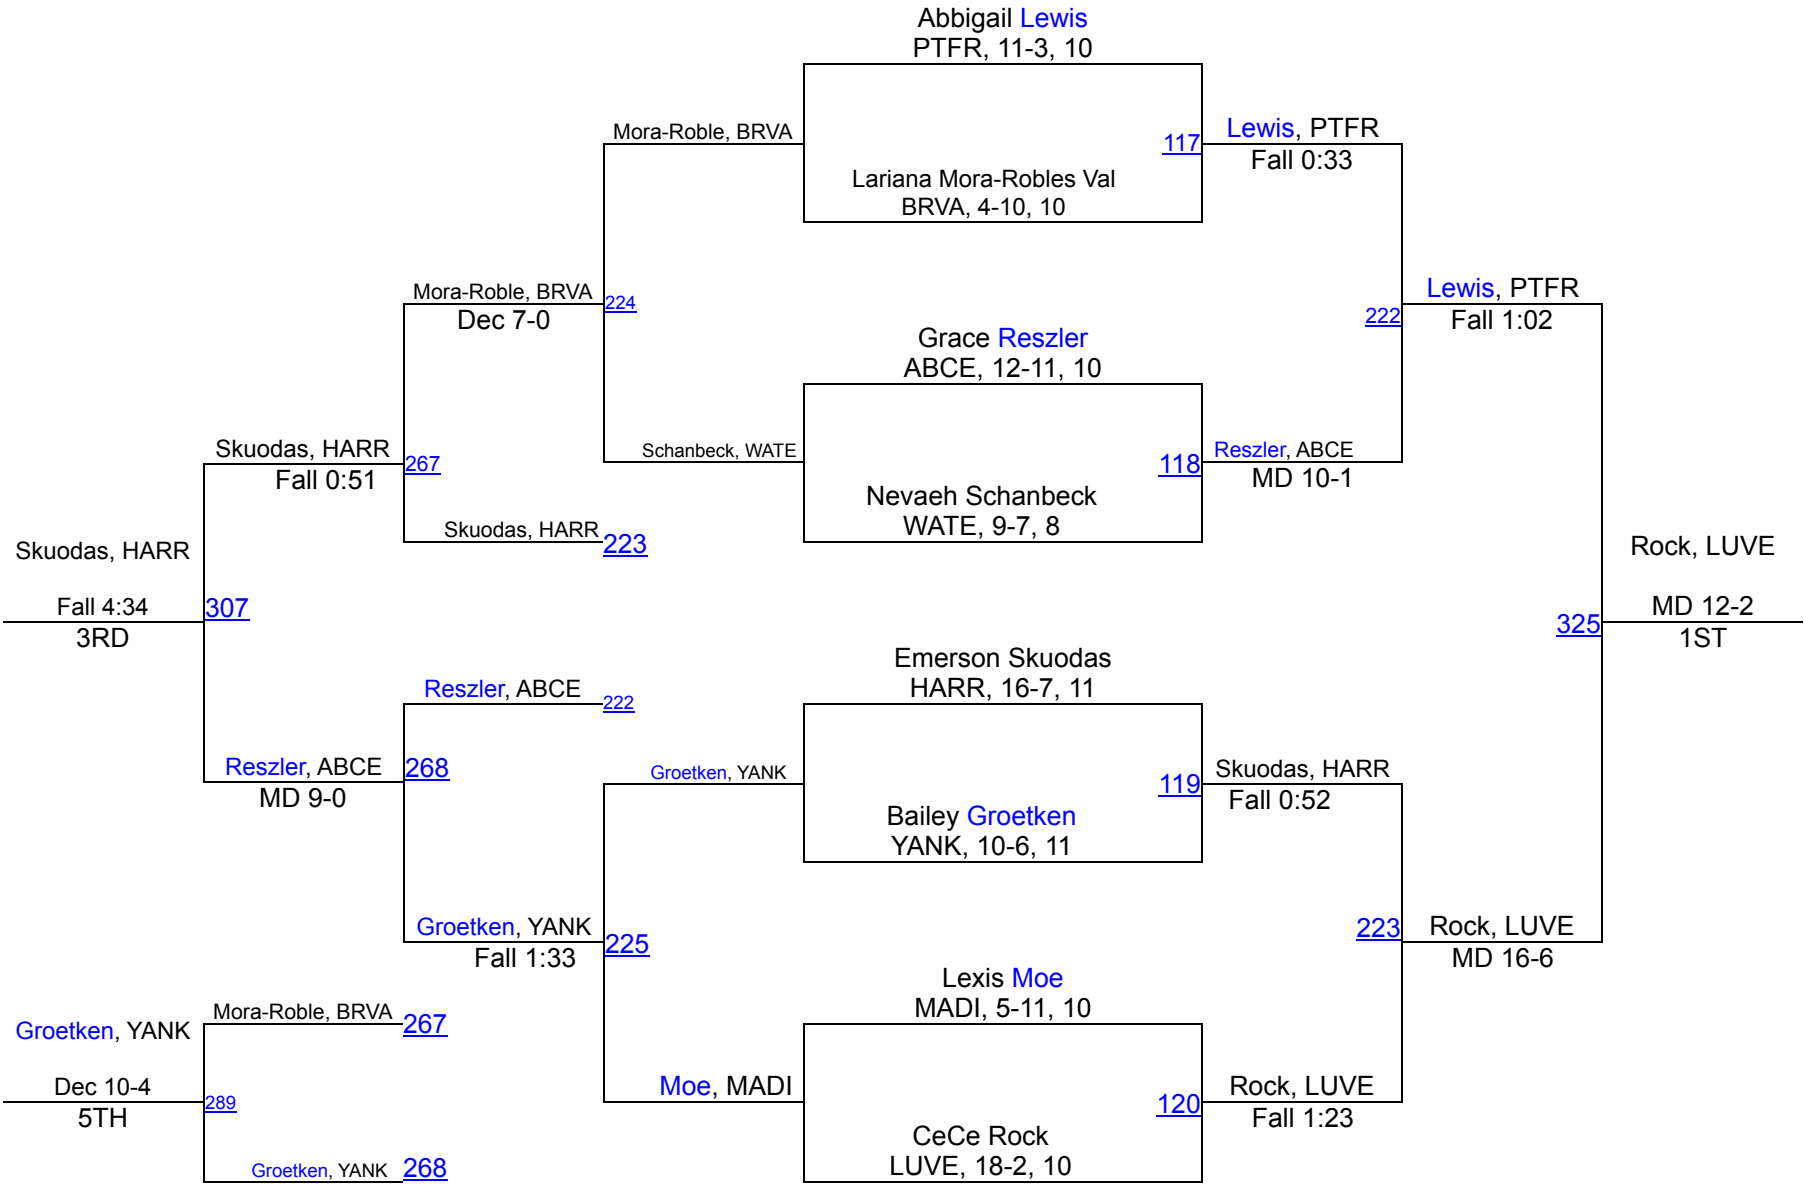 Abbigail Lewis
PTFR, 11-3, 10
Mora-Roble, BRVA
117
Lewis, PTFR
Fall 0:33
Lariana Mora-Robles Val
BRVA, 4-10, 10
Mora-Roble, BRVA
Dec 7-0
224
Lewis, PTFR
Fall 1:02
222
Grace Reszler
ABCE, 12-11, 10
Skuodas, HARR
Fall 0:51
267
Schanbeck, WATE
118
Reszler, ABCE
MD 10-1
Nevaeh Schanbeck
WATE, 9-7, 8
Skuodas, HARR
223
Skuodas, HARR
Fall 4:34
3RD
307
Rock, LUVE
MD 12-2
1ST
325
Emerson Skuodas
HARR, 16-7, 11
Reszler, ABCE
222
Reszler, ABCE
MD 9-0
268
Groetken, YANK
119
Skuodas, HARR
Fall 0:52
Bailey Groetken
YANK, 10-6, 11
Groetken, YANK
Fall 1:33
225
223
Rock, LUVE
MD 16-6
Lexis Moe
MADI, 5-11, 10
Mora-Roble, BRVA
267
Groetken, YANK
Dec 10-4
5TH
289
Moe, MADI
120
Rock, LUVE
Fall 1:23
CeCe Rock
LUVE, 18-2, 10
Groetken, YANK
268